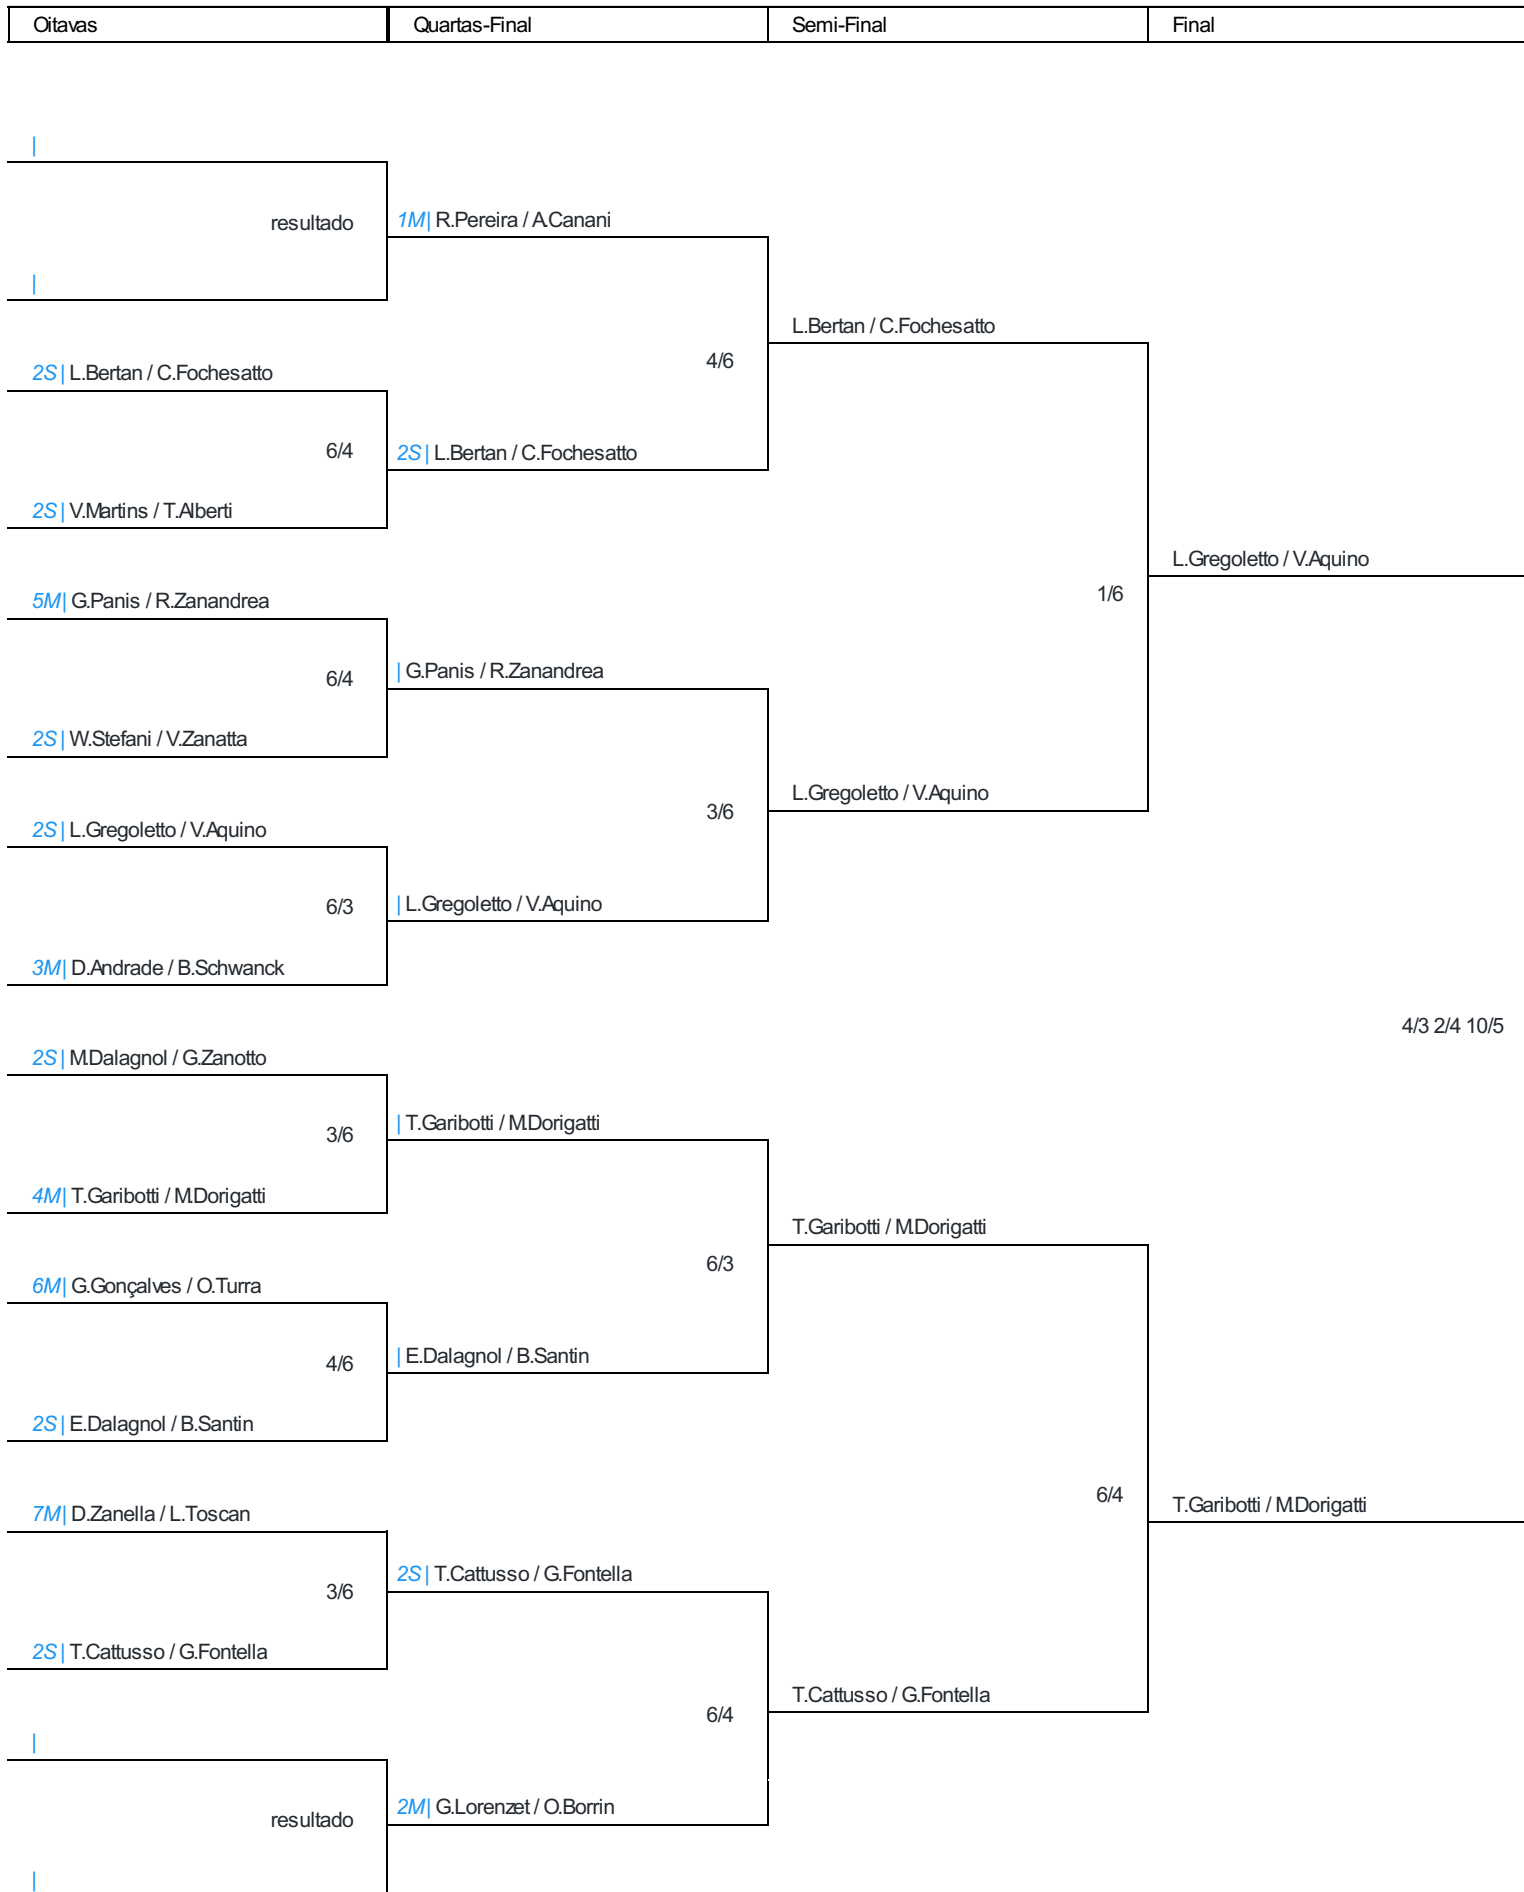 Oitavas
Quartas-Final
Semi-Final
Final
|
resultado
1M| R.Pereira / A.Canani
|
L.Bertan / C.Fochesatto
4/6
2S| L.Bertan / C.Fochesatto
6/4
2S| L.Bertan / C.Fochesatto
2S| V.Martins / T.Alberti
L.Gregoletto / V.Aquino
1/6
5M| G.Panis / R.Zanandrea
6/4
| G.Panis / R.Zanandrea
2S| W.Stefani / V.Zanatta
L.Gregoletto / V.Aquino
3/6
2S| L.Gregoletto / V.Aquino
6/3
| L.Gregoletto / V.Aquino
3M| D.Andrade / B.Schwanck
4/3 2/4 10/5
2S| M.Dalagnol / G.Zanotto
3/6
| T.Garibotti / M.Dorigatti
4M| T.Garibotti / M.Dorigatti
T.Garibotti / M.Dorigatti
6/3
6M| G.Gonçalves / O.Turra
4/6
| E.Dalagnol / B.Santin
2S| E.Dalagnol / B.Santin
6/4
T.Garibotti / M.Dorigatti
7M| D.Zanella / L.Toscan
3/6
2S| T.Cattusso / G.Fontella
2S| T.Cattusso / G.Fontella
T.Cattusso / G.Fontella
6/4
|
resultado
2M| G.Lorenzet / O.Borrin
|